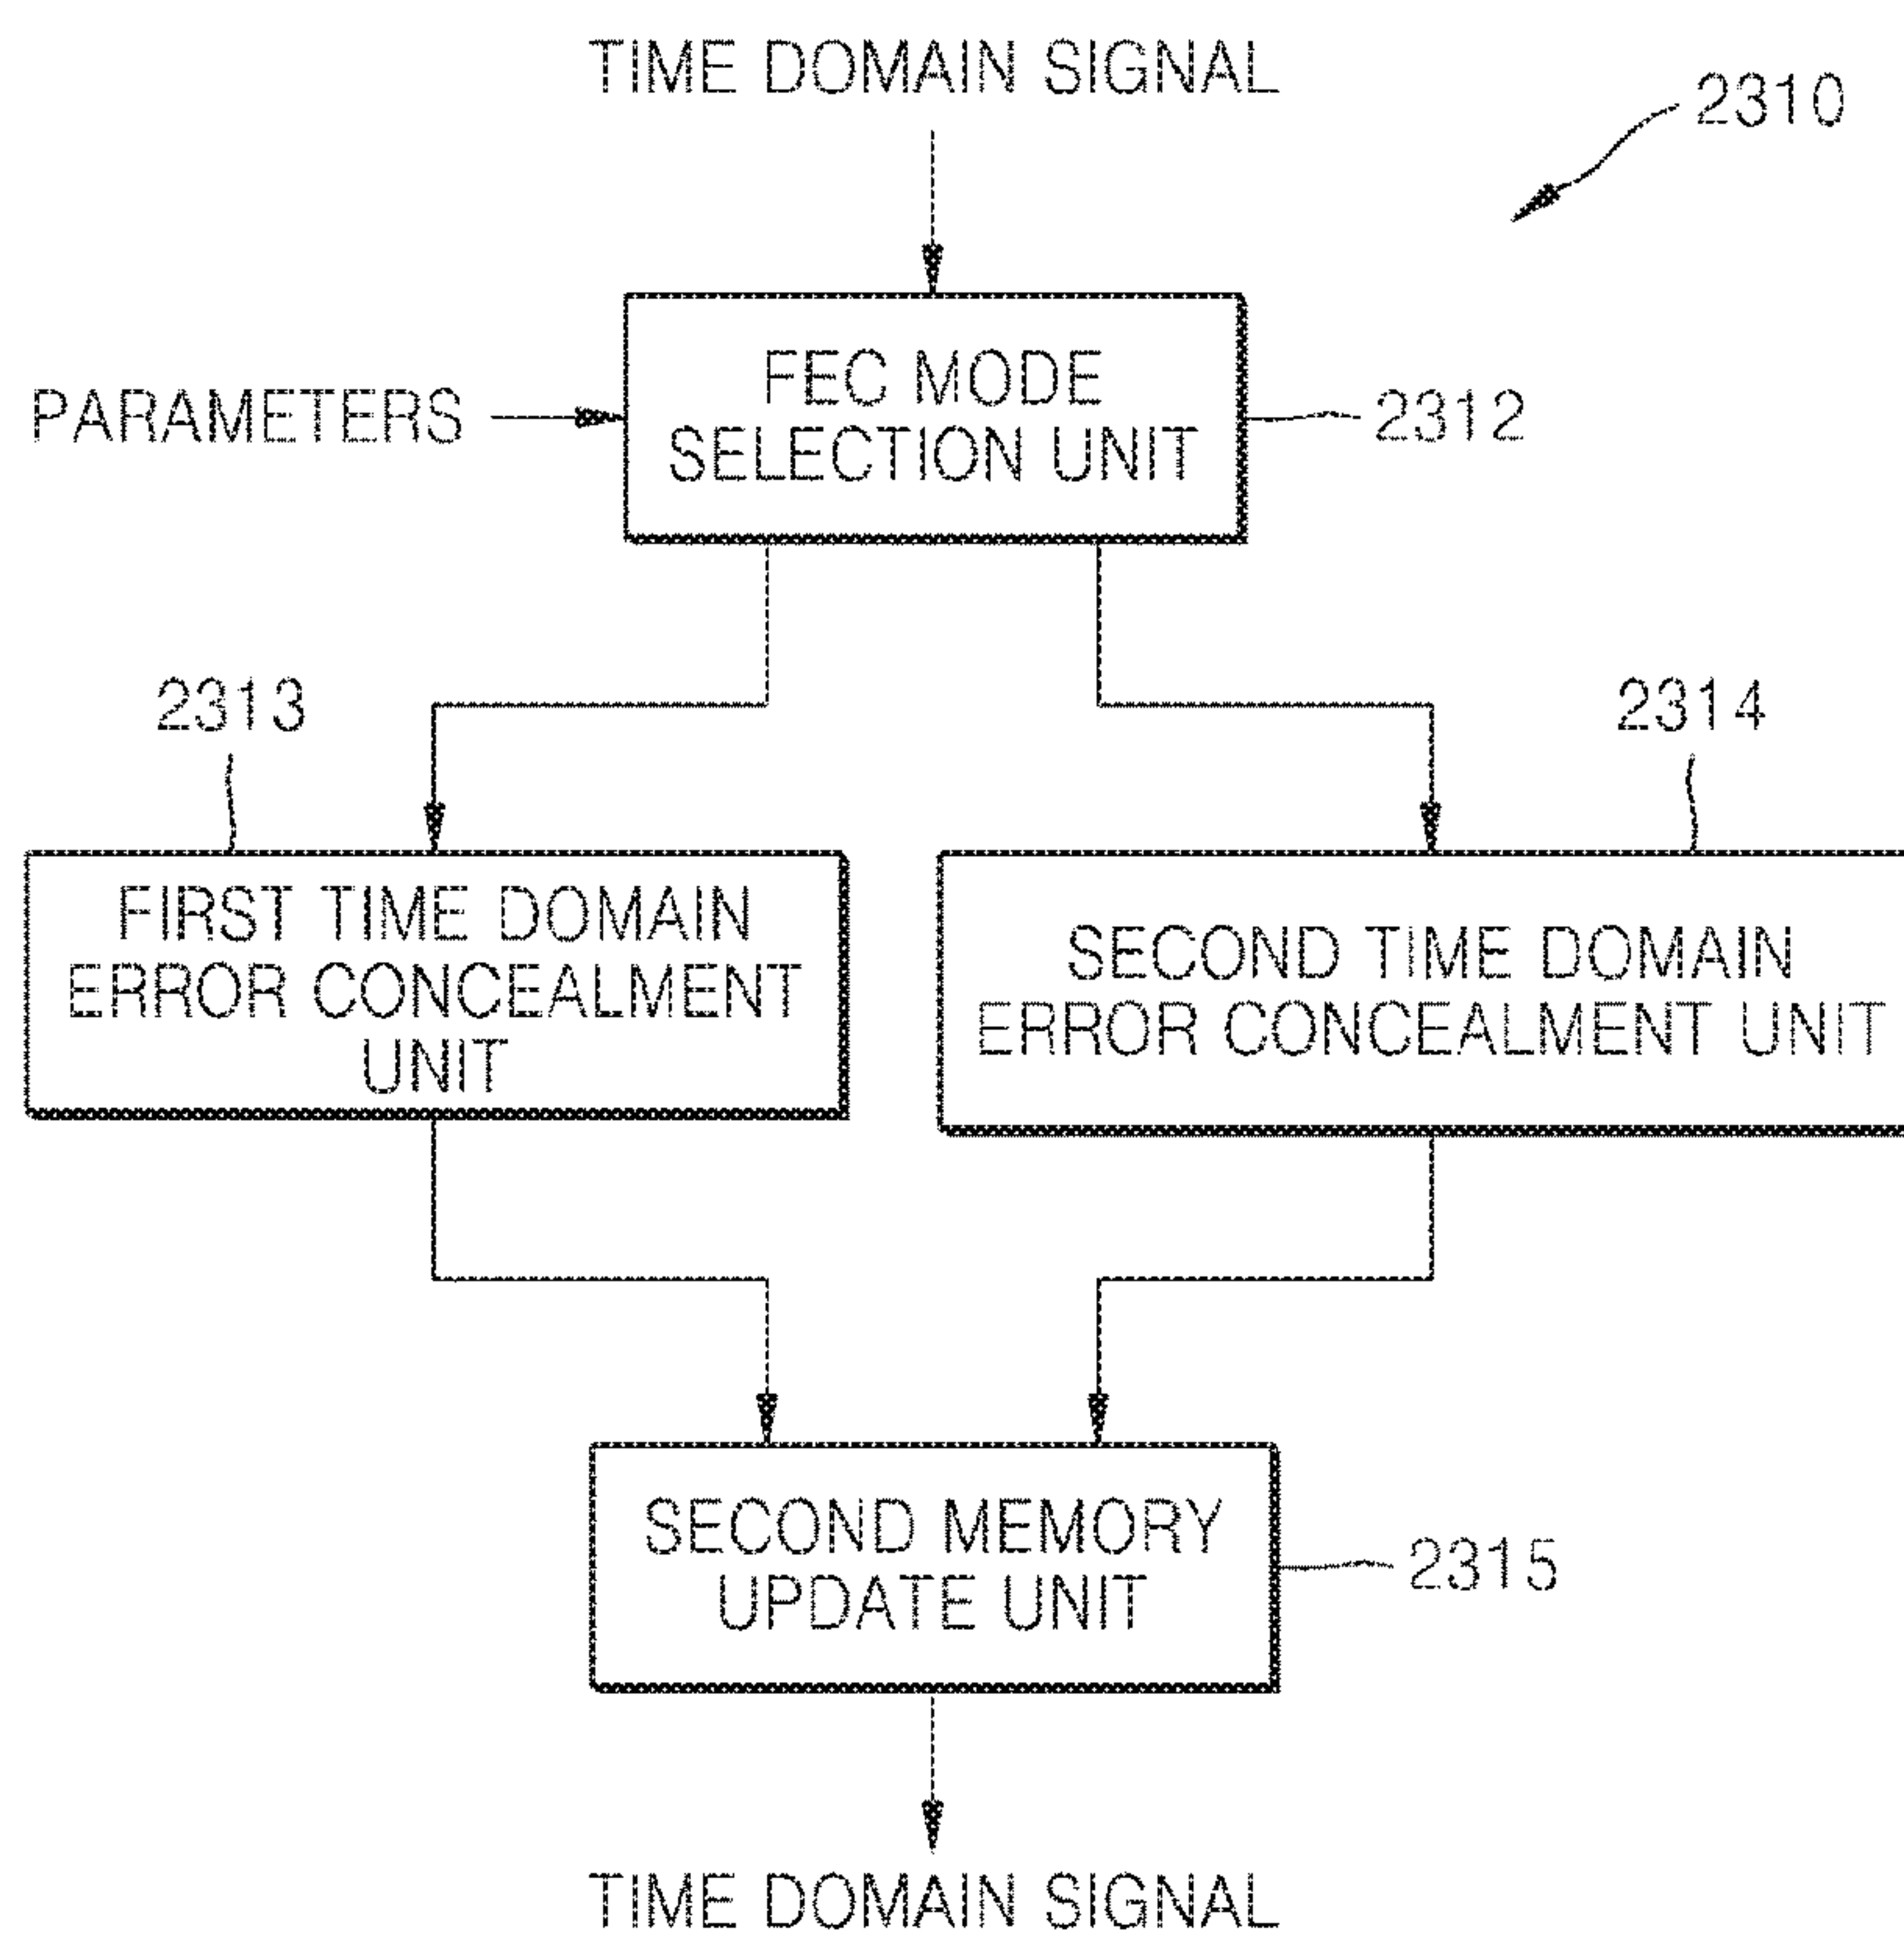 TIME DOMAIN SIGNAL
2310
FEC MODE
SELECTION UNIT
PARAMETERS
2312
2313
2314
FIRST TIME DOMAIN
ERROR CONCEALMENT
UNIT
SECOND TIME DOMAIN
ERROR CONCEALMENT UNIT
SECOND MEMORY
UPDATE UNIT
2315
TIME DOMAIN SIGNAL